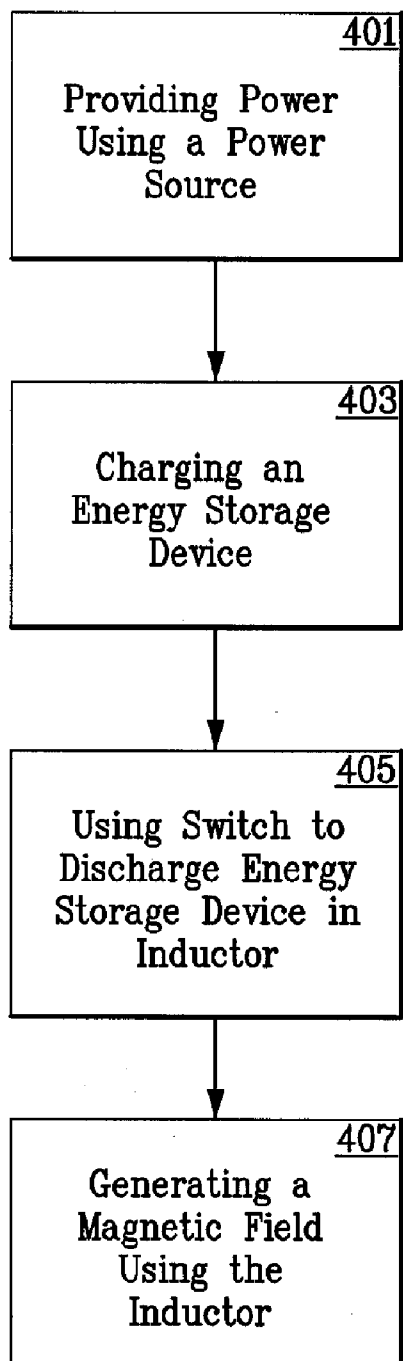 401
Providing Power
Using a Power
Source
403
Charging an
Energy Storage
Device
405
Using Switch to
Discharge Energy
Storage Device in
Inductor
407
Generating a
Magnetic Field
Using the
Inductor